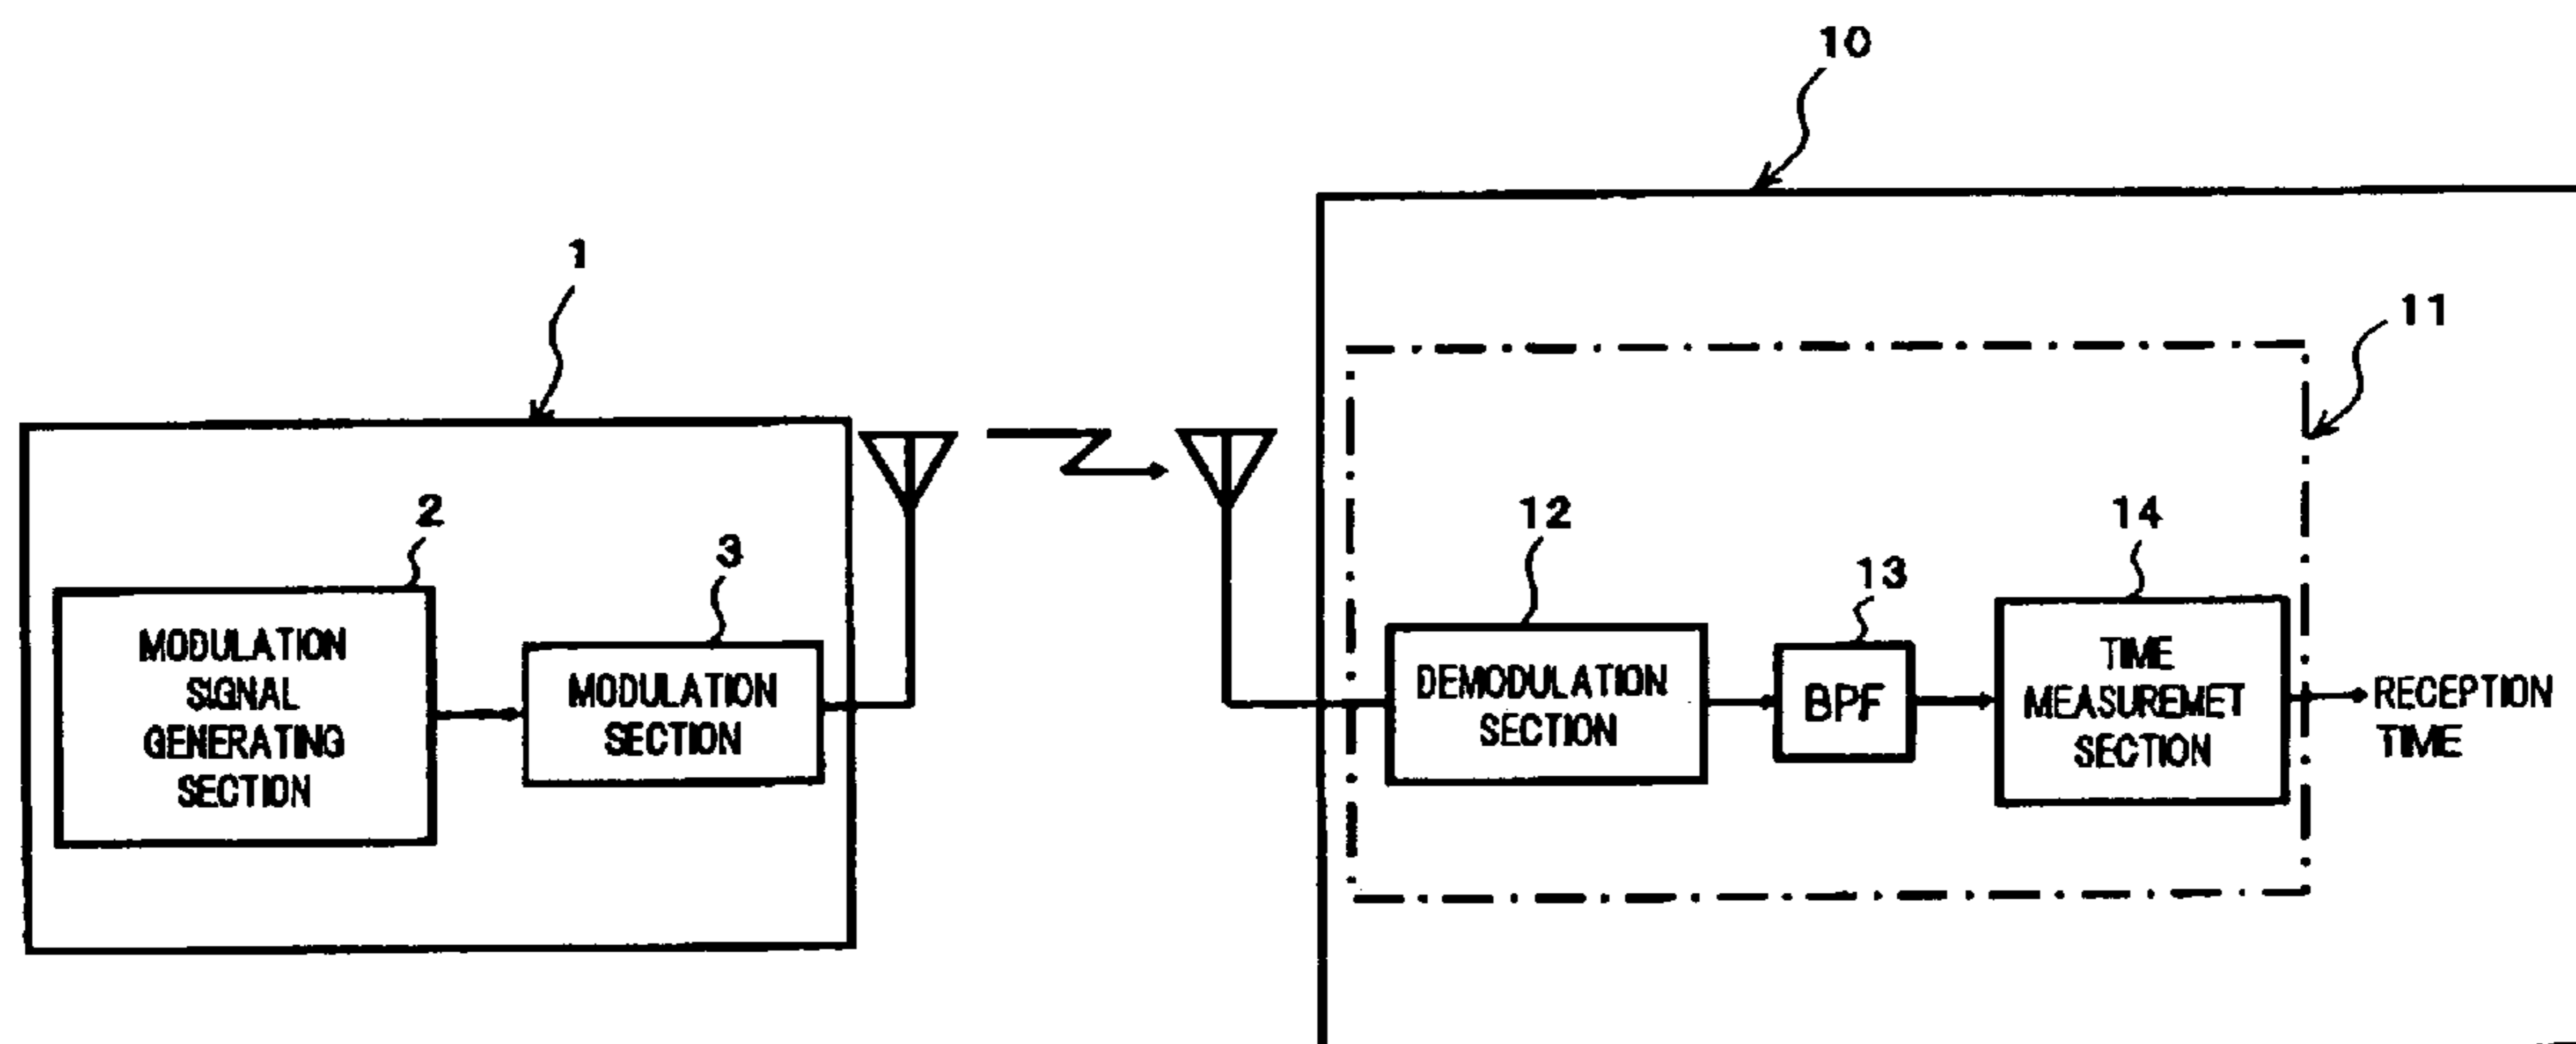 10
1
11
2
3
12
13
14
MODULATION
SIGNAL
GENERATING
SECTION
MODULATION
SECTION
DEMODULATION
SECTION
BPF
TIME
MEASUREMET
SECTION
RECEPTION
TIME